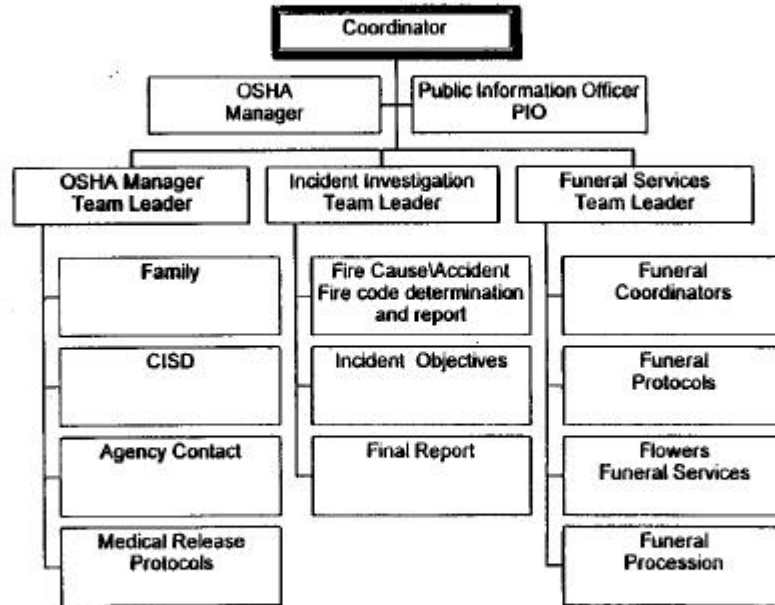 Coordinator
OSHA
Manager
Public Information Officer
PIO
OSHA Manager
Team Leader
Incident Investigation
Team Leader
Funeral Services
Team Leader
Family
CISD
Agency Contact
Medical Release
Protocols
Fire Cause\Accident
Fire code determination
and report
Incident Objectives
Final Report
Funeral
Coordinators
Funeral
Protocols
Flowers
Funeral Services
Funeral
Procession